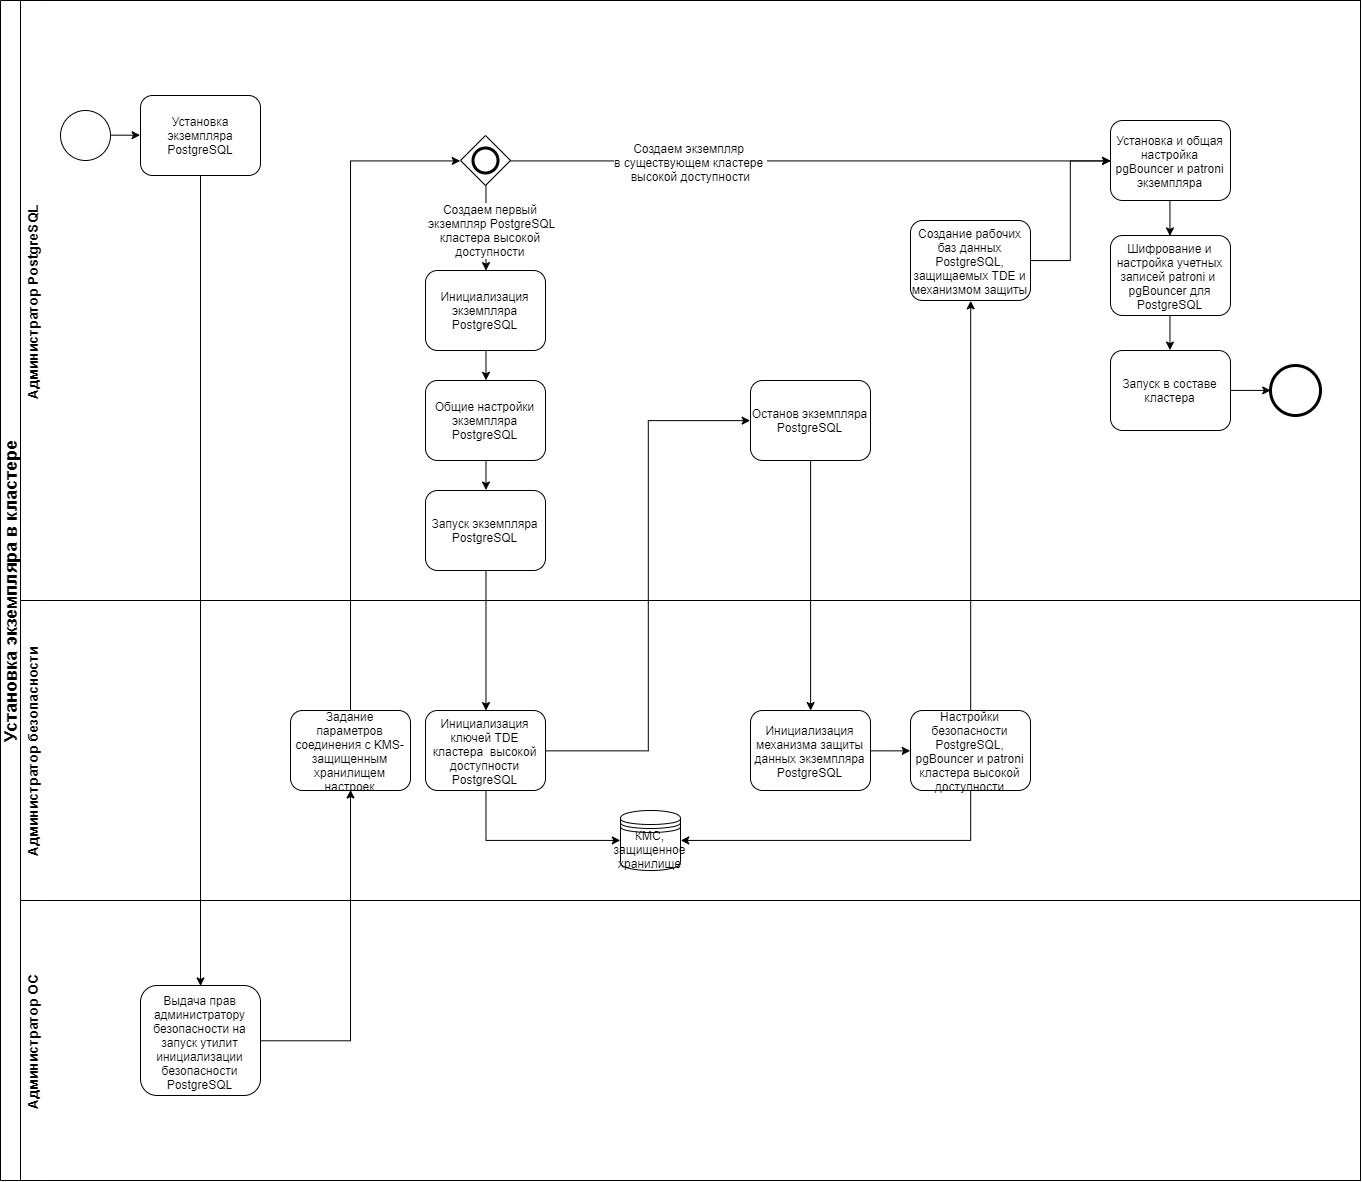 Установка экземпляра в кластере
Администратор PostgreSQL
Установка
экземпляра
PostgreSQL
Создаем экземпляр
в существующем кластере
высокой доступности
Создаем первый
экземпляр PostgreSQL
кластера высокой
доступности
Инициализация
экземпляра
PostgreSQL
Общие настройки
экземпляра
PostgreSQL
Запуск экземпляра
PostgreSQL
Останов экземпляра
PostgreSQL
Создание рабочих
баз данных
PostgreSQL,
защищаемых TDE и
механизмом защиты
Установка и общая
настройка
pgBouncer и patroni
экземпляра
Шифрование и
настройка учетных
записей patroni и
pgBouncer для
PostgreSQL
Запуск в составе
кластера
Администратор безопасности
Задание
параметров
соединения с KMS-
защищенным
хранилищем
настроек
Инициализация
ключей TDE
кластера высокой
доступности
PostgreSQL
Инициализация
механизма защиты
данных экземпляра
PostgreSQL
Настройки
безопасности
PostgreSQL,
pgBouncer и patroni
кластера высокой
доступности
КМС,
защищенное
хранилище
Администратор ОС
Выдача прав
администратору
безопасности на
запуск утилит
инициализации
безопасности
PostgreSQL